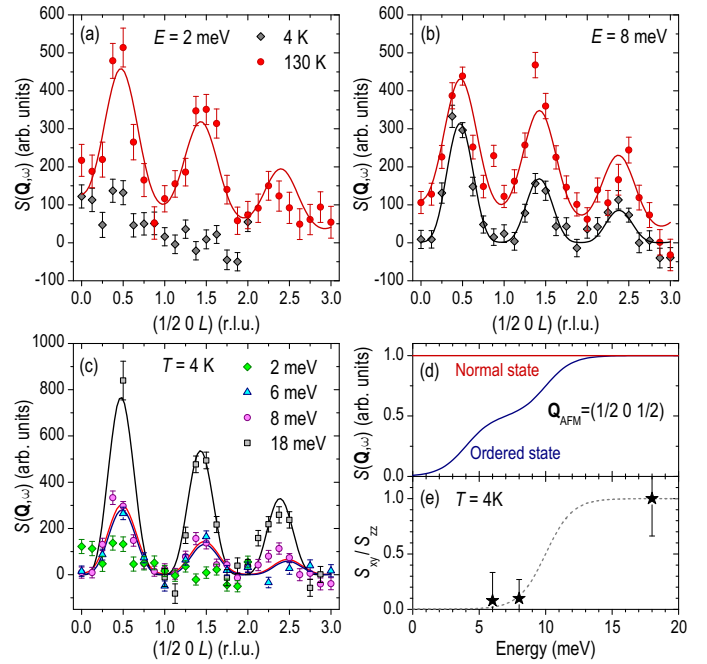 (a) E = 2 meV
4 K
130 K
S(Q,ω) (arb. units)
600
500
400
300
200
100
0
-100
0.0 0.5 1.0 1.5 2.0 2.5 3.0
(1/2 0 L) (r.l.u.)
(b) E = 8 meV
S(Q,ω) (arb. units)
600
500
400
300
200
100
0
-100
0.0 0.5 1.0 1.5 2.0 2.5 3.0
(1/2 0 L) (r.l.u.)
(c) T = 4 K
2 meV
6 meV
8 meV
18 meV
S(Q,ω) (arb. units)
1000
800
600
400
200
0
0.0 0.5 1.0 1.5 2.0 2.5 3.0
(1/2 0 L) (r.l.u.)
(d)
Normal state
Q_AFM=(1/2 0 1/2)
Ordered state
S(Q,ω) (arb. units)
1.0
0.5
0.0
(e) T = 4K
S_xy / S_zz
1.0
0.5
0.0
0 5 10 15 20
Energy (meV)